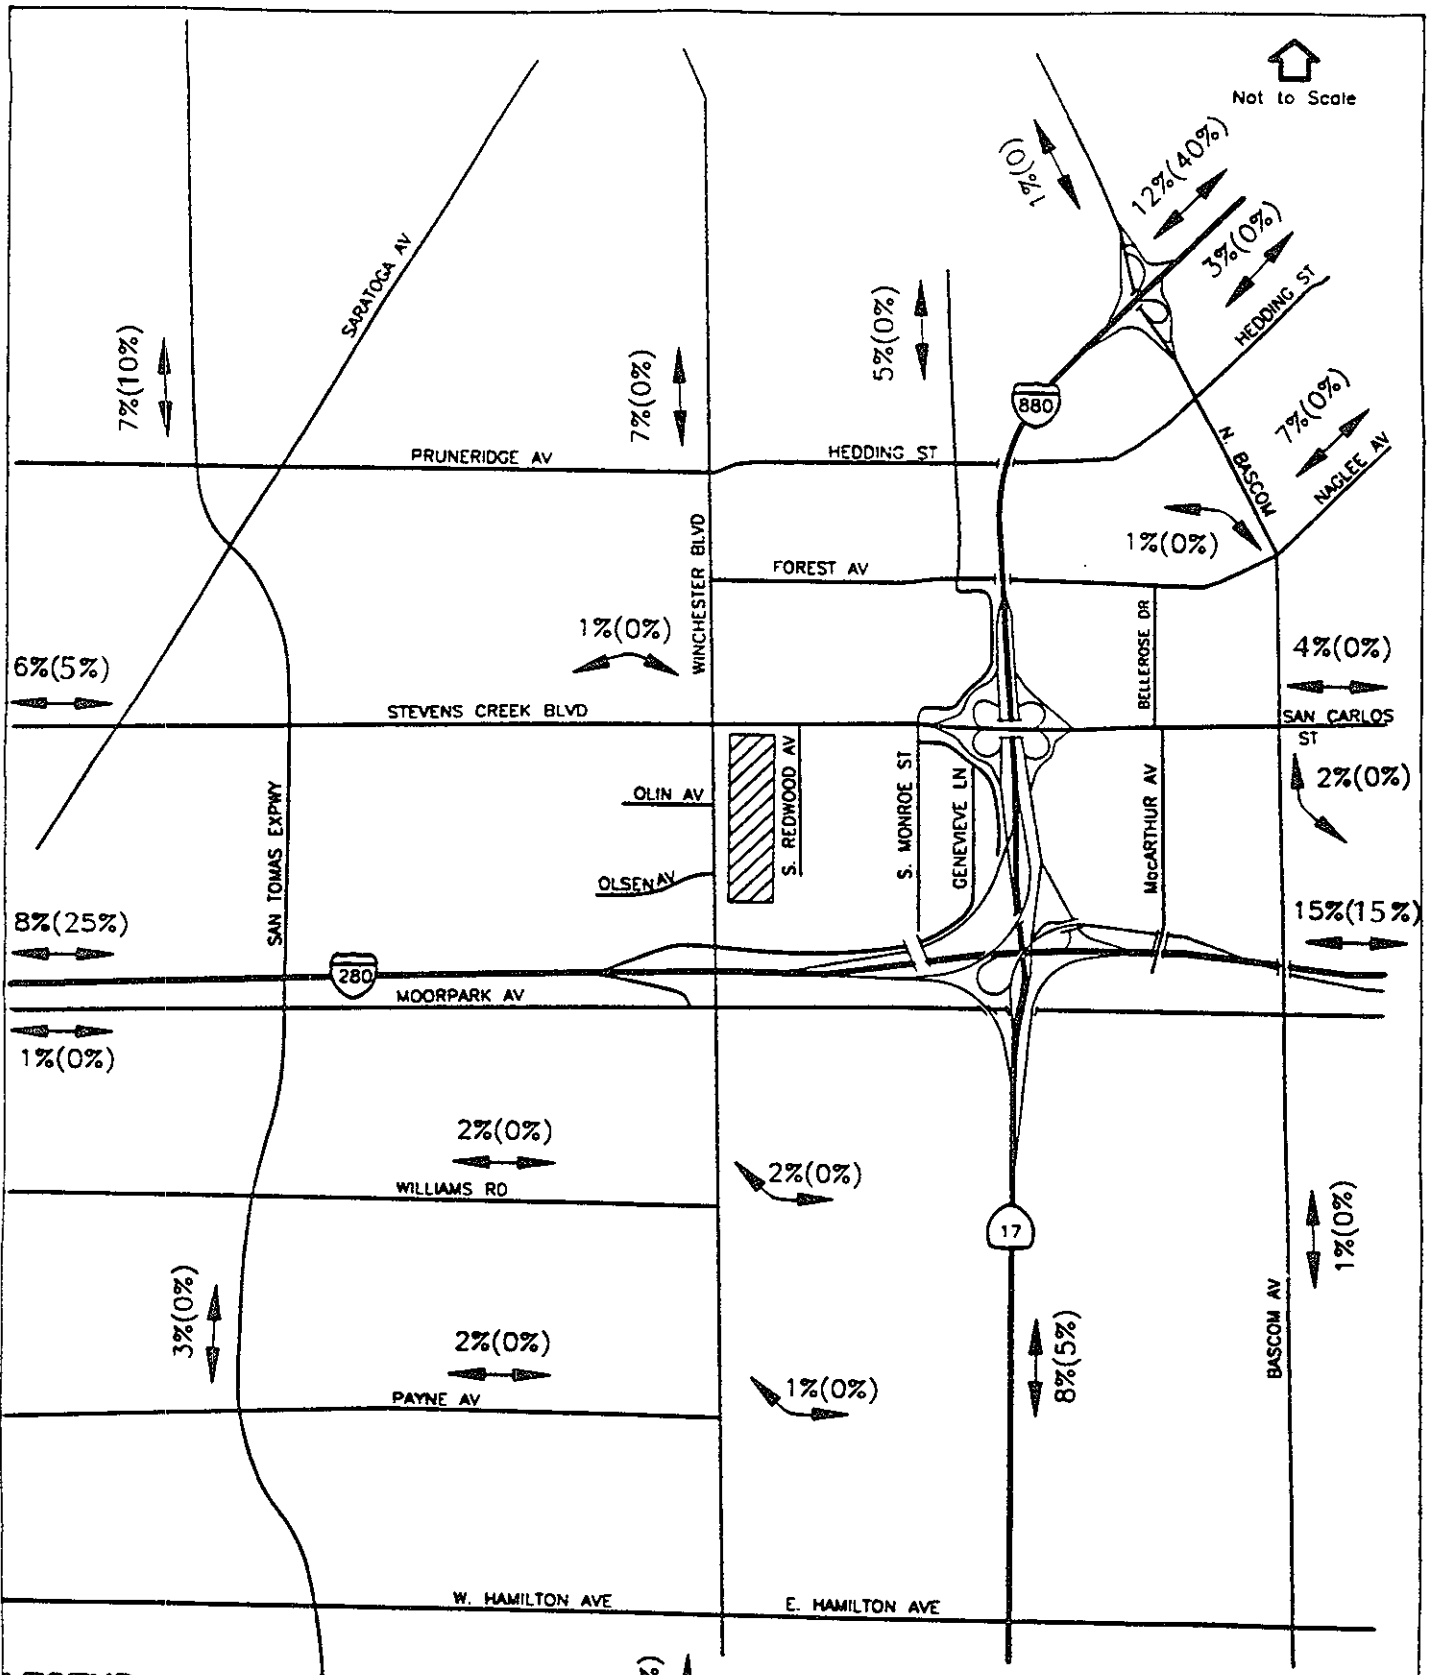 Not to Scale
1%(0)
12%(40%)
3%(0%)
HEDDING ST
SARATOGA AV
5%(0%)
7%(10%)
7%(0%)
880
7%(0%)
N. BASCOM
NAGLEE AV
PRUNERIDGE AV
HEDDING ST
1%(0%)
WINCHESTER BLVD
FOREST AV
BELLEROSE DR
1%(0%)
4%(0%)
6%(5%)
STEVENS CREEK BLVD
SAN CARLOS
ST
2%(0%)
OLIN AV
S. REDWOOD AV
S. MONROE ST
GENEVIEVE LN
MacARTHUR AV
SAN TOMAS EXPWY
OLSEN AV
8%(25%)
15%(15%)
280
MOORPARK AV
1%(0%)
2%(0%)
2%(0%)
WILLIAMS RD
17
1%(0%)
3%(0%)
BASCOM AV
8%(5%)
2%(0%)
1%(0%)
PAYNE AV
W. HAMILTON AVE
E. HAMILTON AVE